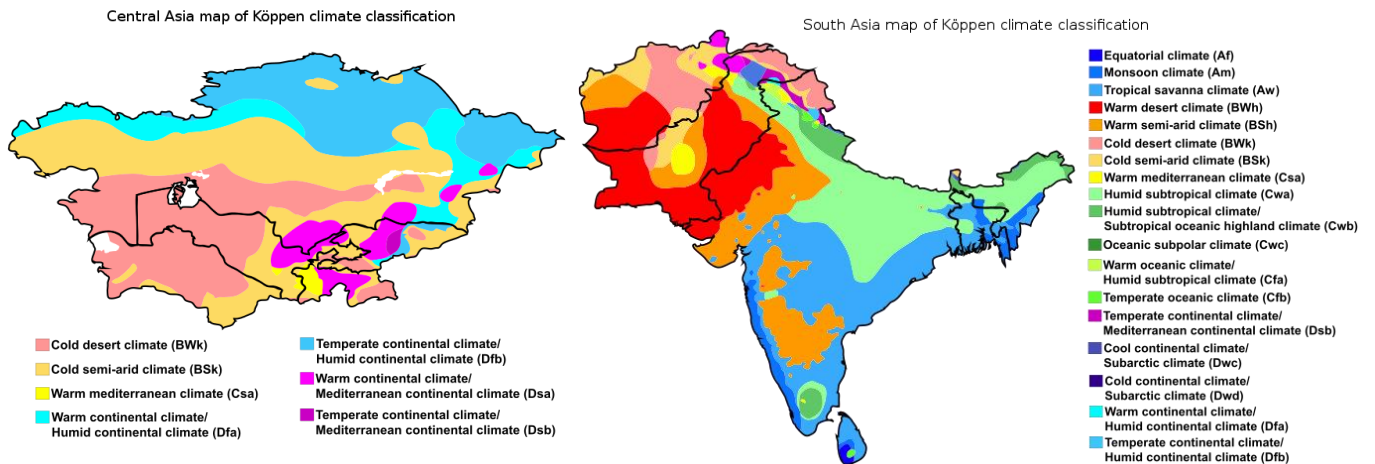 Central Asia map of Köppen climate classification
Cold desert climate (BWk)
Cold semi-arid climate (BSk)
Warm mediterranean climate (Csa)
Warm continental climate/
Humid continental climate (Dfa)
Temperate continental climate/
Humid continental climate (Dfb)
Warm continental climate/
Mediterranean continental climate (Dsa)
Temperate continental climate/
Mediterranean continental climate (Dsb)
South Asia map of Köppen climate classification
Equatorial climate (Af)
Monsoon climate (Am)
Tropical savanna climate (Aw)
Warm desert climate (BWh)
Warm semi-arid climate (BSh)
Cold desert climate (BWk)
Cold semi-arid climate (BSk)
Warm mediterranean climate (Csa)
Humid subtropical climate (Cwa)
Humid subtropical climate/
Subtropical oceanic highland climate (Cwb)
Oceanic subpolar climate (Cwc)
Warm oceanic climate/
Humid subtropical climate (Cfa)
Temperate oceanic climate (Cfb)
Temperate continental climate/
Mediterranean continental climate (Dsb)
Cool continental climate/
Subarctic climate (Dwc)
Cold continental climate/
Subarctic climate (Dwd)
Warm continental climate/
Humid continental climate (Dfa)
Temperate continental climate/
Humid continental climate (Dfb)